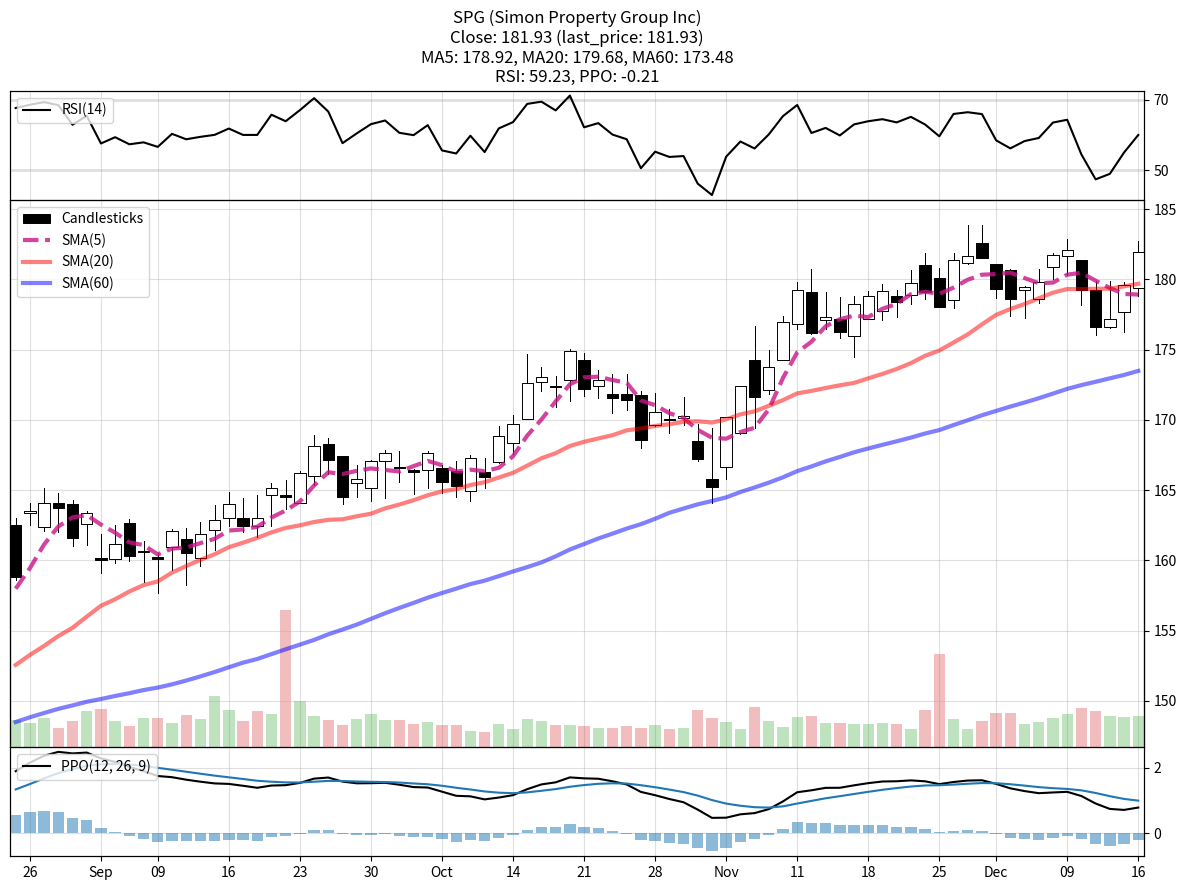 SPG (Simon Property Group Inc)
Close: 181.93 (last_price: 181.93)
MA5: 178.92, MA20: 179.68, MA60: 173.48
RSI: 59.23, PPO: -0.21
RSI(14)
70
50
Candlesticks
SMA(5)
SMA(20)
SMA(60)
185
180
175
170
165
160
155
150
PPO(12, 26, 9)
2
0
26 Sep 09 16 23 30 Oct 14 21 28 Nov 11 18 25 Dec 09 16